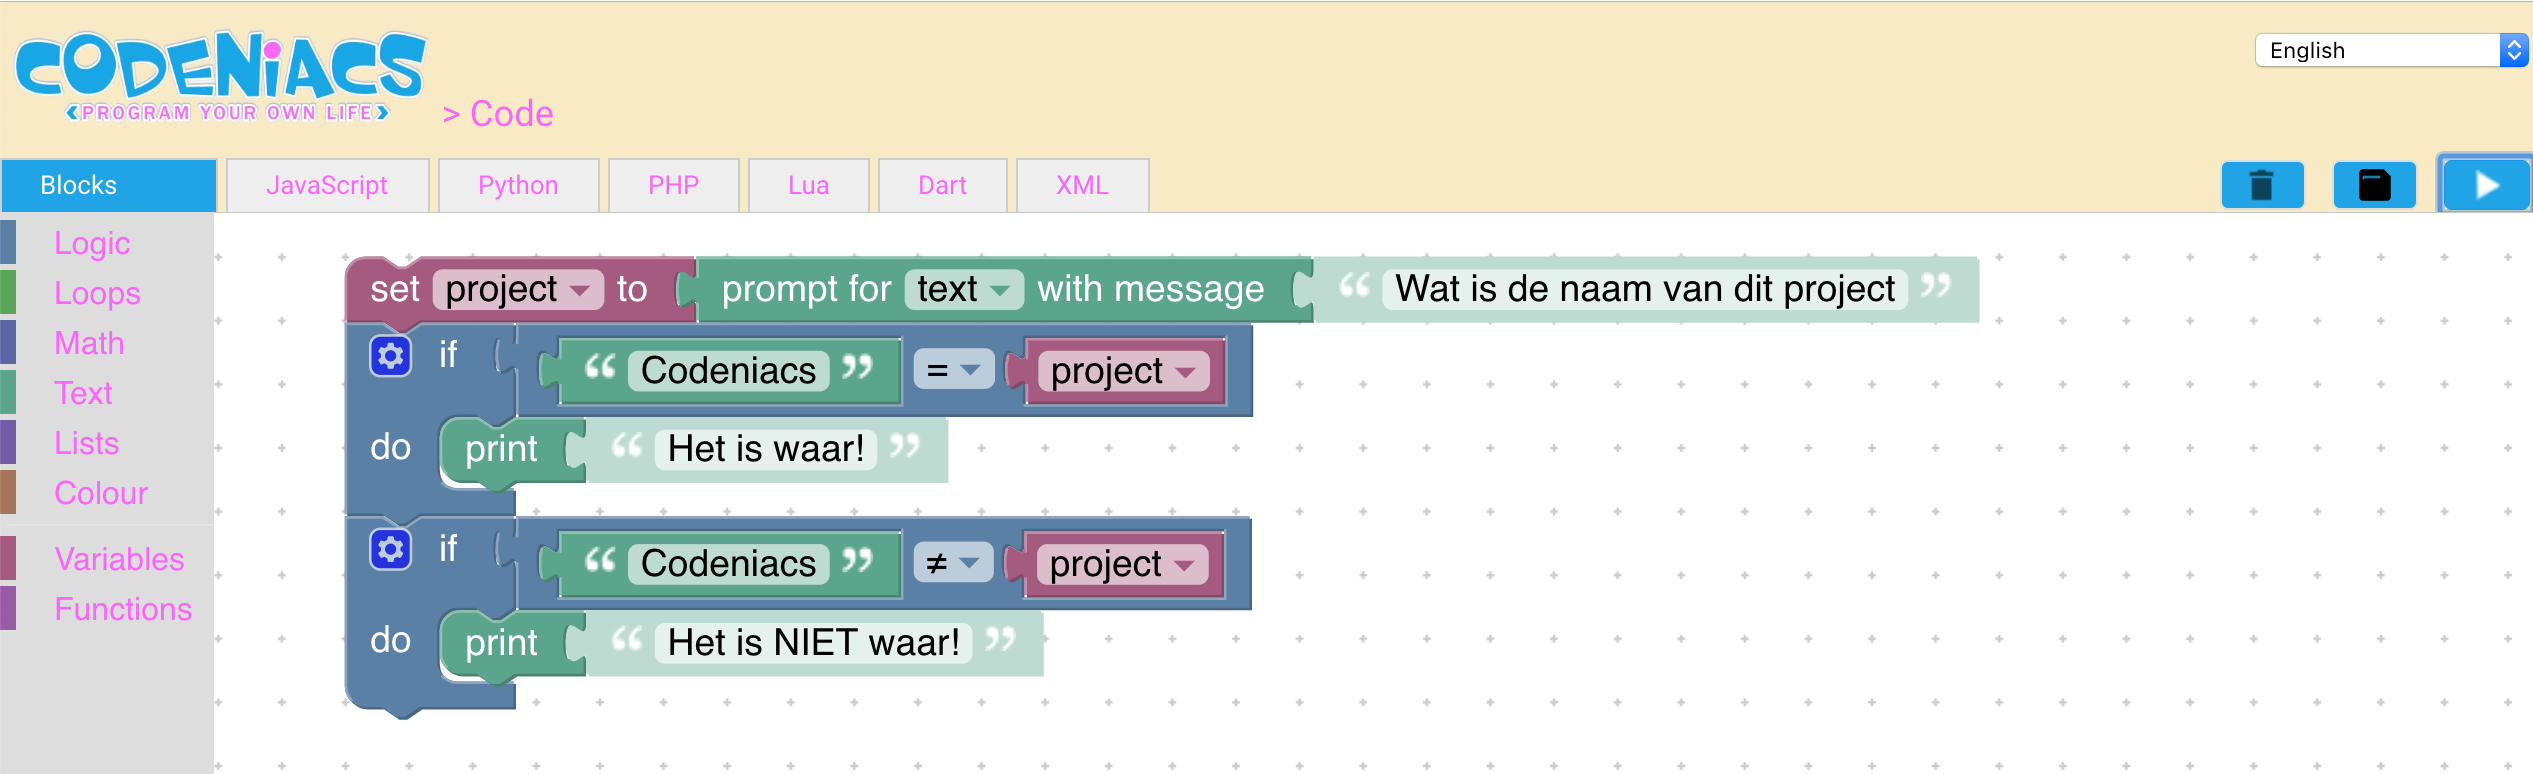 CODENiACS
<PROGRAM YOUR OWN LIFE>
> Code
English
Blocks JavaScript Python PHP Lua Dart XML
Logic
Loops
Math
Text
Lists
Colour
Variables
Functions
set project to prompt for text with message “ Wat is de naam van dit project ”
if “ Codeniacs ” = project
do print “ Het is waar! ”
if “ Codeniacs ” ≠ project
do print “ Het is NIET waar! ”